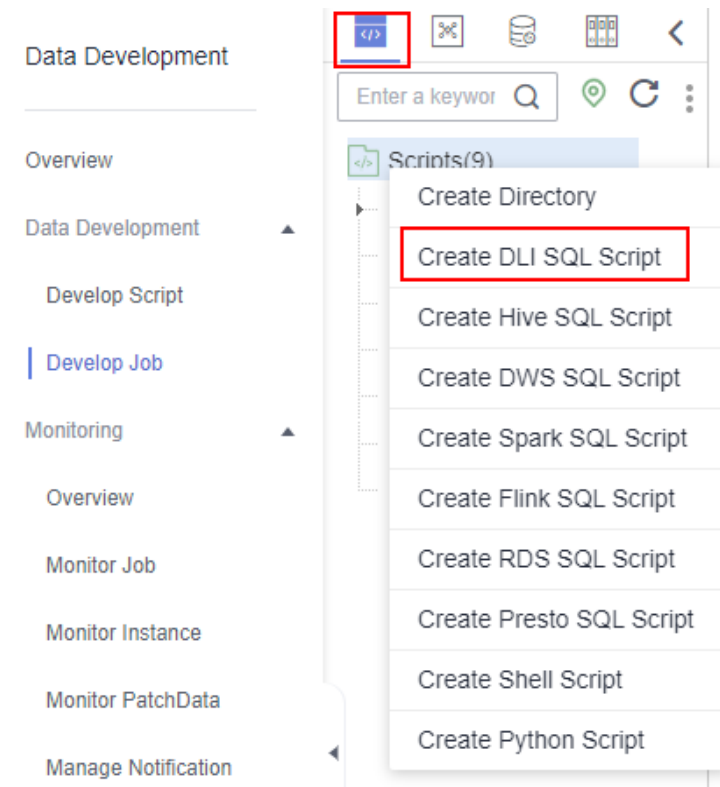 Data Development
Overview
Data Development
Develop Script
Develop Job
Monitoring
Overview
Monitor Job
Monitor Instance
Monitor PatchData
Manage Notification
</>
Enter a keywor
</> Scripts(9)
Create Directory
Create DLI SQL Script
Create Hive SQL Script
Create DWS SQL Script
Create Spark SQL Script
Create Flink SQL Script
Create RDS SQL Script
Create Presto SQL Script
Create Shell Script
Create Python Script